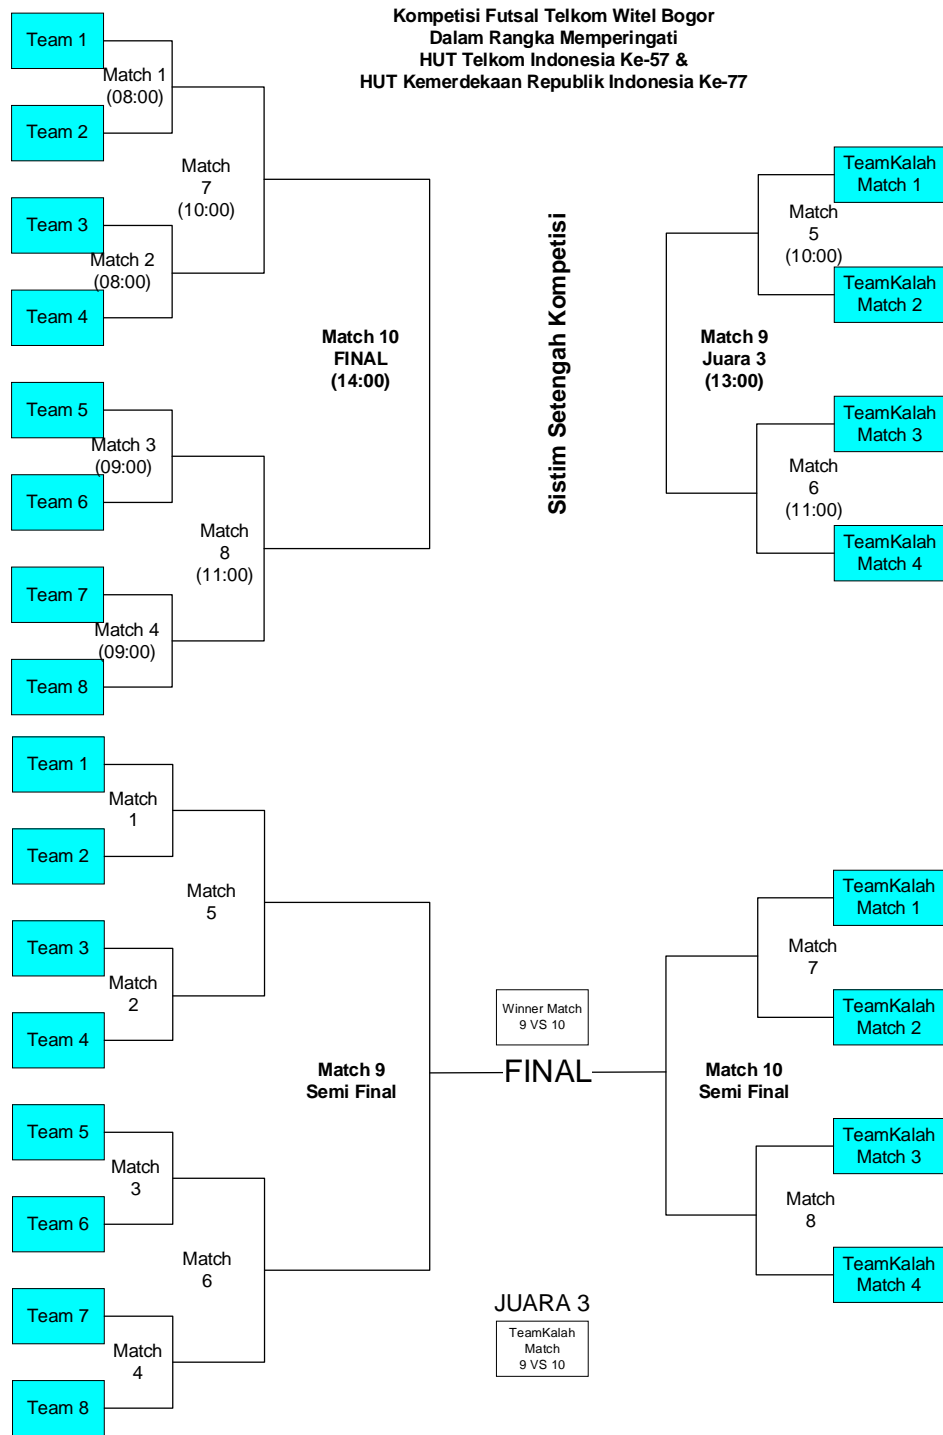 Kompetisi Futsal Telkom Witel Bogor
Dalam Rangka Memperingati
HUT Telkom Indonesia Ke-57 &
HUT Kemerdekaan Republik Indonesia Ke-77
Team 1
Match 1
(08:00)
Team 2
Match
7
(10:00)
Team 3
Match 2
(08:00)
Team 4
Match 10
FINAL
(14:00)
Team 5
Match 3
(09:00)
Team 6
Match
8
(11:00)
Team 7
Match 4
(09:00)
Team 8
Sistim Setengah Kompetisi
TeamKalah
Match 1
Match
5
(10:00)
TeamKalah
Match 2
Match 9
Juara 3
(13:00)
TeamKalah
Match 3
Match
6
(11:00)
TeamKalah
Match 4
Team 1
Match
1
Team 2
Match
5
Team 3
Match
2
Team 4
Match 9
Semi Final
Team 5
Match
3
Team 6
Match
6
Team 7
Match
4
Team 8
Winner Match
9 VS 10
FINAL
JUARA 3
TeamKalah
Match
9 VS 10
TeamKalah
Match 1
Match
7
TeamKalah
Match 2
Match 10
Semi Final
TeamKalah
Match 3
Match
8
TeamKalah
Match 4